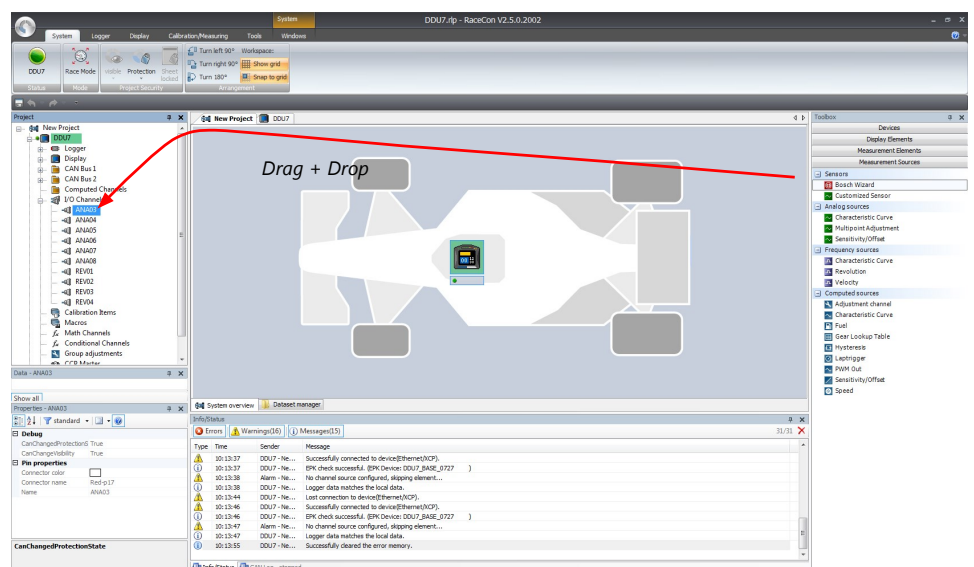 System
DDU7.rlp - RaceCon V2.5.0.2002
System Logger Display Calibration/Measuring Tools Windows
DDU7
Race Mode
visible
Protection
Sheet locked
Turn left 90° Workspace:
Turn right 90° Show grid
Turn 180° Snap to grid
Status Mode Project Security Arrangement
Project
New Project
DDU7
Logger
Display
CAN Bus 1
CAN Bus 2
Computed Channels
I/O Channel
ANA03
ANA04
ANA05
ANA06
ANA07
ANA08
REV01
REV02
REV03
REV04
Calibration Items
Macros
Math Channels
Conditional Channels
Group adjustments
CCP Master
Data - ANA03
Show all
Properties - ANA03
standard
Debug
CanChangedProtectionS True
CanChangeVisibility True
Pin properties
Connector color
Connector name Red-p17
Name ANA03
CanChangedProtectionState
New Project DDU7
Drag + Drop
System overview Dataset manager
Info/Status
Errors Warnings(16) Messages(15) 31/31
Type Time Sender Message
10:13:37 DDU7 - Ne... Successfully connected to device(Ethernet/XCP).
10:13:37 DDU7 - Ne... EPK check successful. (EPK Device: DDU7_BASE_0727 )
10:13:38 Alarm - Ne... No channel source configured, skipping element...
10:13:38 DDU7 - Ne... Logger data matches the local data.
10:13:44 DDU7 - Ne... Lost connection to device(Ethernet/XCP).
10:13:46 DDU7 - Ne... Successfully connected to device(Ethernet/XCP).
10:13:46 DDU7 - Ne... EPK check successful. (EPK Device: DDU7_BASE_0727 )
10:13:47 Alarm - Ne... No channel source configured, skipping element...
10:13:47 DDU7 - Ne... Logger data matches the local data.
10:13:55 DDU7 - Ne... Successfully cleared the error memory.
Toolbox
Devices
Display Elements
Measurement Elements
Measurement Sources
Sensors
Bosch Wizard
Customized Sensor
Analog sources
Characteristic Curve
Multipoint Adjustment
Sensitivity/Offset
Frequency sources
Characteristic Curve
Revolution
Velocity
Computed sources
Adjustment channel
Characteristic Curve
Fuel
Gear Lookup Table
Hysteresis
Laptrigger
PWM Out
Sensitivity/Offset
Speed